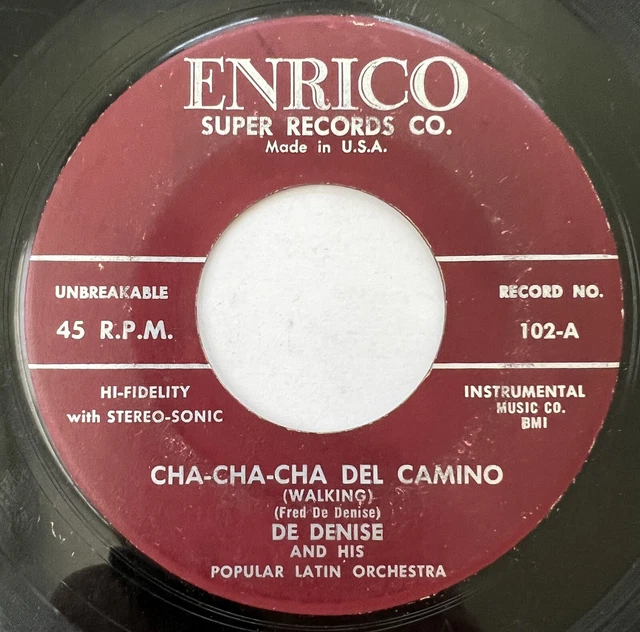 ENRICO
SUPER RECORDS CO.
Made in U.S.A.
UNBREAKABLE
45 R.P.M.
HI-FIDELITY
with STEREO-SONIC
RECORD NO.
102-A
INSTRUMENTAL
MUSIC CO.
BMI
CHA-CHA-CHA DEL CAMINO
(WALKING)
(Fred De Denise)
DE DENISE
AND HIS
POPULAR LATIN ORCHESTRA